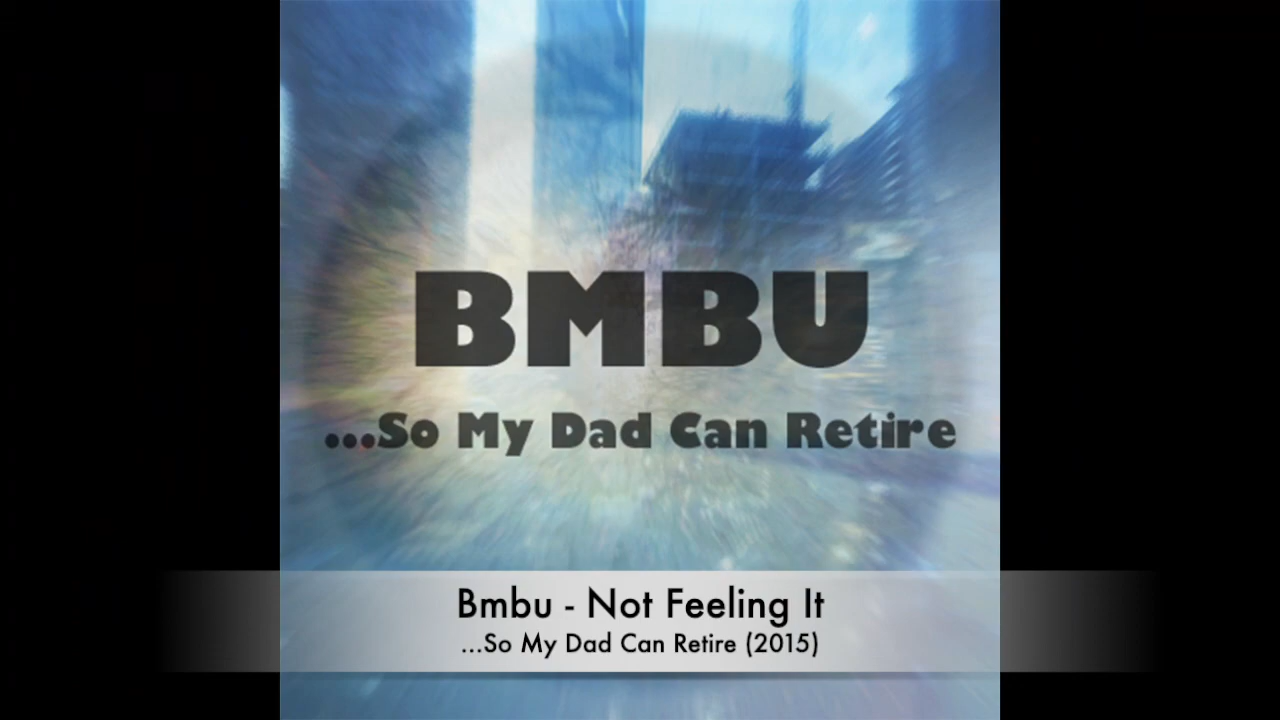 BMBU
...So My Dad Can Retire
Bmbu - Not Feeling It
...So My Dad Can Retire (2015)